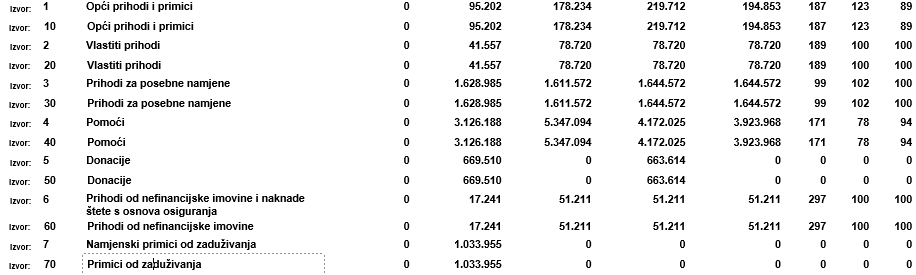 Izvor: 1 Opći prihodi i primici 0 95.202 178.234 219.712 194.853 187 123 89
Izvor: 10 Opći prihodi i primici 0 95.202 178.234 219.712 194.853 187 123 89
Izvor: 2 Vlastiti prihodi 0 41.557 78.720 78.720 78.720 189 100 100
Izvor: 20 Vlastiti prihodi 0 41.557 78.720 78.720 78.720 189 100 100
Izvor: 3 Prihodi za posebne namjene 0 1.628.985 1.611.572 1.644.572 1.644.572 99 102 100
Izvor: 30 Prihodi za posebne namjene 0 1.628.985 1.611.572 1.644.572 1.644.572 99 102 100
Izvor: 4 Pomoći 0 3.126.188 5.347.094 4.172.025 3.923.968 171 78 94
Izvor: 40 Pomoći 0 3.126.188 5.347.094 4.172.025 3.923.968 171 78 94
Izvor: 5 Donacije 0 669.510 0 663.614 0 0 0 0
Izvor: 50 Donacije 0 669.510 0 663.614 0 0 0 0
Izvor: 6 Prihodi od nefinancijske imovine i naknade 0 17.241 51.211 51.211 51.211 297 100 100
štete s osnova osiguranja
Izvor: 60 Prihodi od nefinancijske imovine 0 17.241 51.211 51.211 51.211 297 100 100
Izvor: 7 Namjenski primici od zaduživanja 0 1.033.955 0 0 0 0 0 0
Izvor: 70 Primici od zaduživanja 0 1.033.955 0 0 0 0 0 0